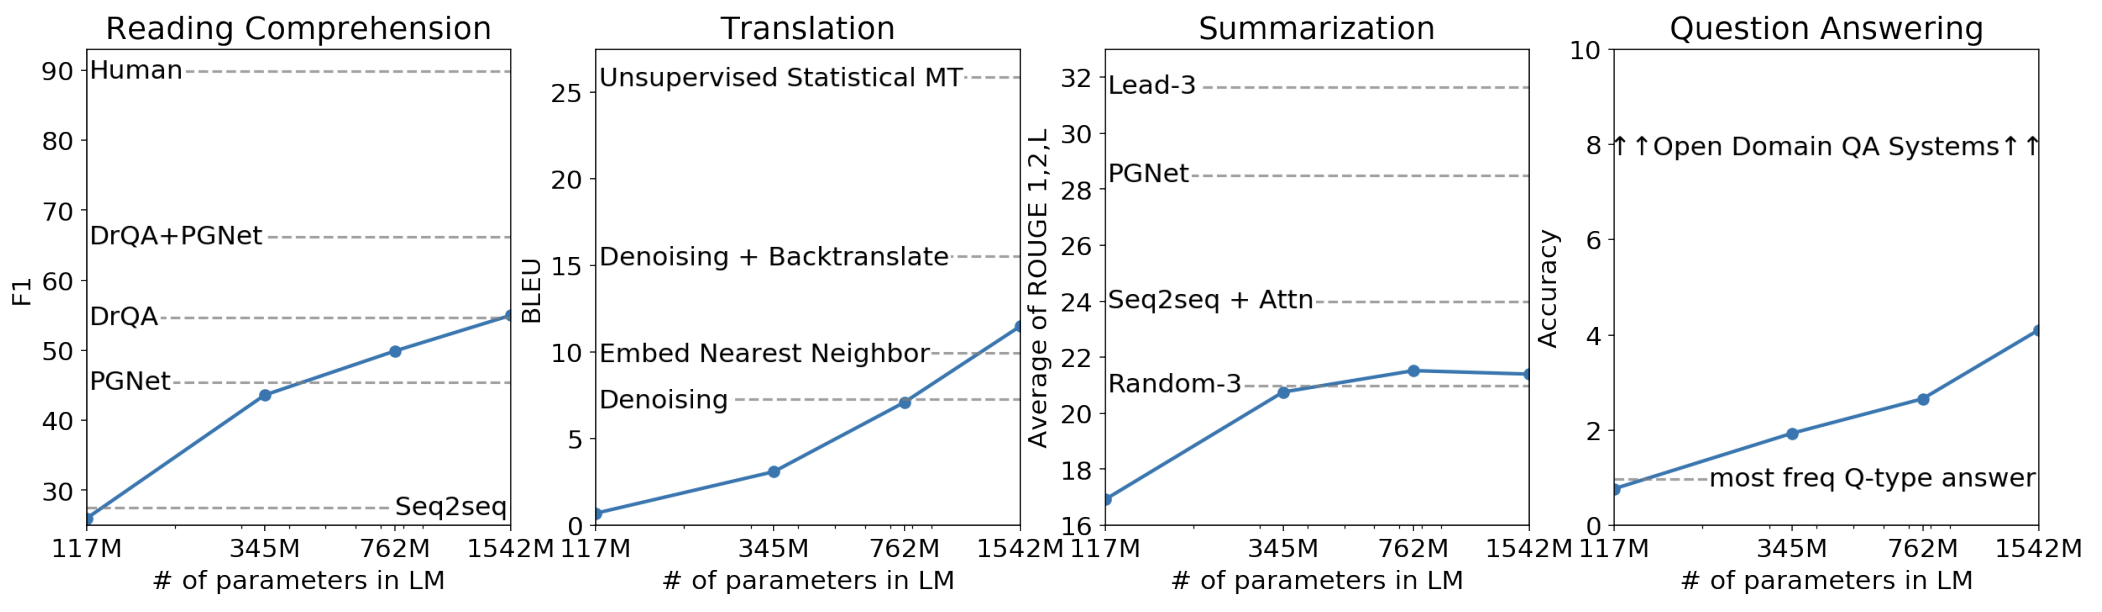 Reading Comprehension
F1
90
80
70
60
50
40
30
Human
DrQA+PGNet
DrQA
PGNet
Seq2seq
117M 345M 762M 1542M
# of parameters in LM
Translation
BLEU
25
20
15
10
5
0
Unsupervised Statistical MT
Denoising + Backtranslate
Embed Nearest Neighbor
Denoising
117M 345M 762M 1542M
# of parameters in LM
Summarization
Average of ROUGE 1,2,L
32
30
28
26
24
22
20
18
16
Lead-3
PGNet
Seq2seq + Attn
Random-3
117M 345M 762M 1542M
# of parameters in LM
Question Answering
Accuracy
10
8
6
4
2
0
↑↑Open Domain QA Systems↑↑
most freq Q-type answer
117M 345M 762M 1542M
# of parameters in LM